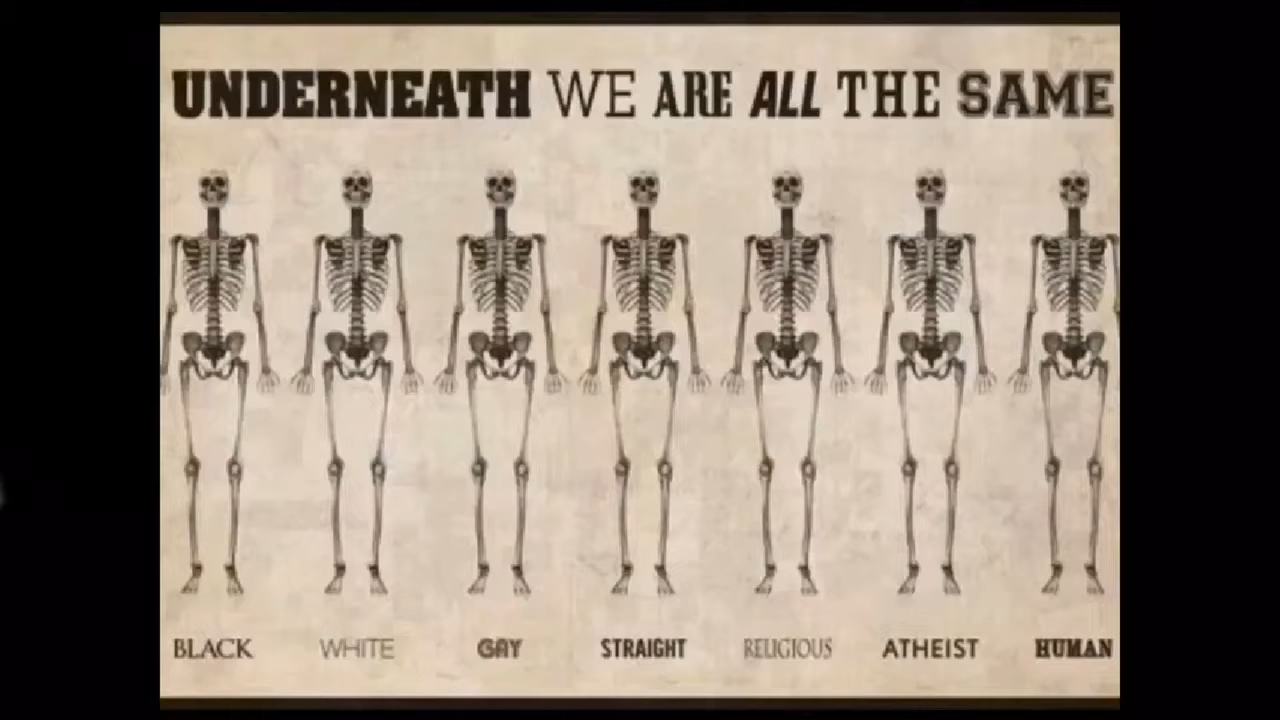 UNDERNEATH WE ARE ALL THE SAME
BLACK WHITE GAY STRAIGHT RELIGIOUS ATHEIST HUMAN